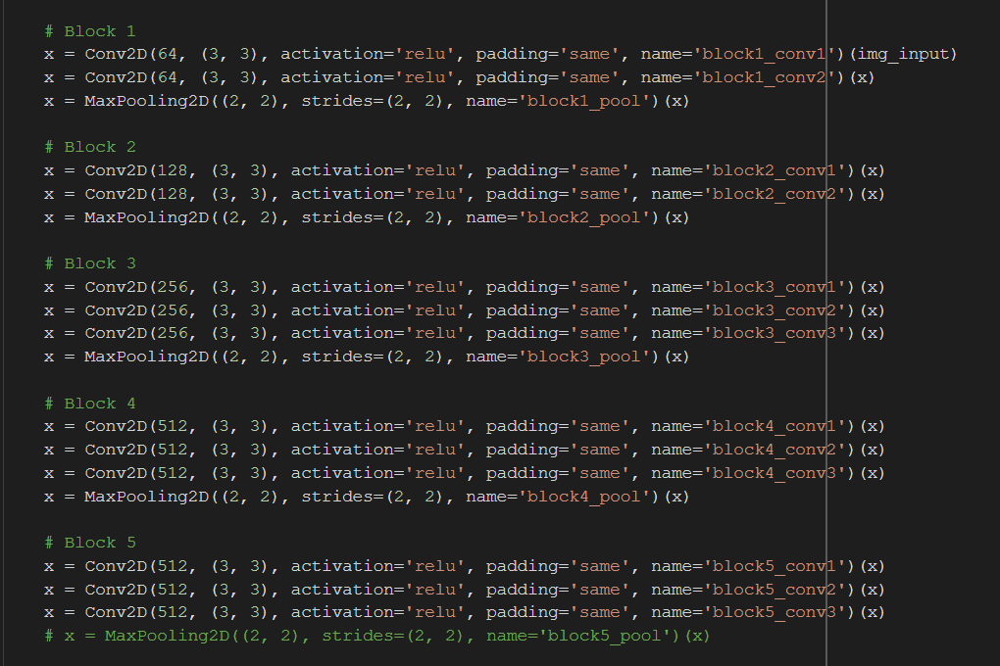 # Block 1
x = Conv2D(64, (3, 3), activation='relu', padding='same', name='block1_conv1')(img_input)
x = Conv2D(64, (3, 3), activation='relu', padding='same', name='block1_conv2')(x)
x = MaxPooling2D((2, 2), strides=(2, 2), name='block1_pool')(x)
# Block 2
x = Conv2D(128, (3, 3), activation='relu', padding='same', name='block2_conv1')(x)
x = Conv2D(128, (3, 3), activation='relu', padding='same', name='block2_conv2')(x)
x = MaxPooling2D((2, 2), strides=(2, 2), name='block2_pool')(x)
# Block 3
x = Conv2D(256, (3, 3), activation='relu', padding='same', name='block3_conv1')(x)
x = Conv2D(256, (3, 3), activation='relu', padding='same', name='block3_conv2')(x)
x = Conv2D(256, (3, 3), activation='relu', padding='same', name='block3_conv3')(x)
x = MaxPooling2D((2, 2), strides=(2, 2), name='block3_pool')(x)
# Block 4
x = Conv2D(512, (3, 3), activation='relu', padding='same', name='block4_conv1')(x)
x = Conv2D(512, (3, 3), activation='relu', padding='same', name='block4_conv2')(x)
x = Conv2D(512, (3, 3), activation='relu', padding='same', name='block4_conv3')(x)
x = MaxPooling2D((2, 2), strides=(2, 2), name='block4_pool')(x)
# Block 5
x = Conv2D(512, (3, 3), activation='relu', padding='same', name='block5_conv1')(x)
x = Conv2D(512, (3, 3), activation='relu', padding='same', name='block5_conv2')(x)
x = Conv2D(512, (3, 3), activation='relu', padding='same', name='block5_conv3')(x)
# x = MaxPooling2D((2, 2), strides=(2, 2), name='block5_pool')(x)